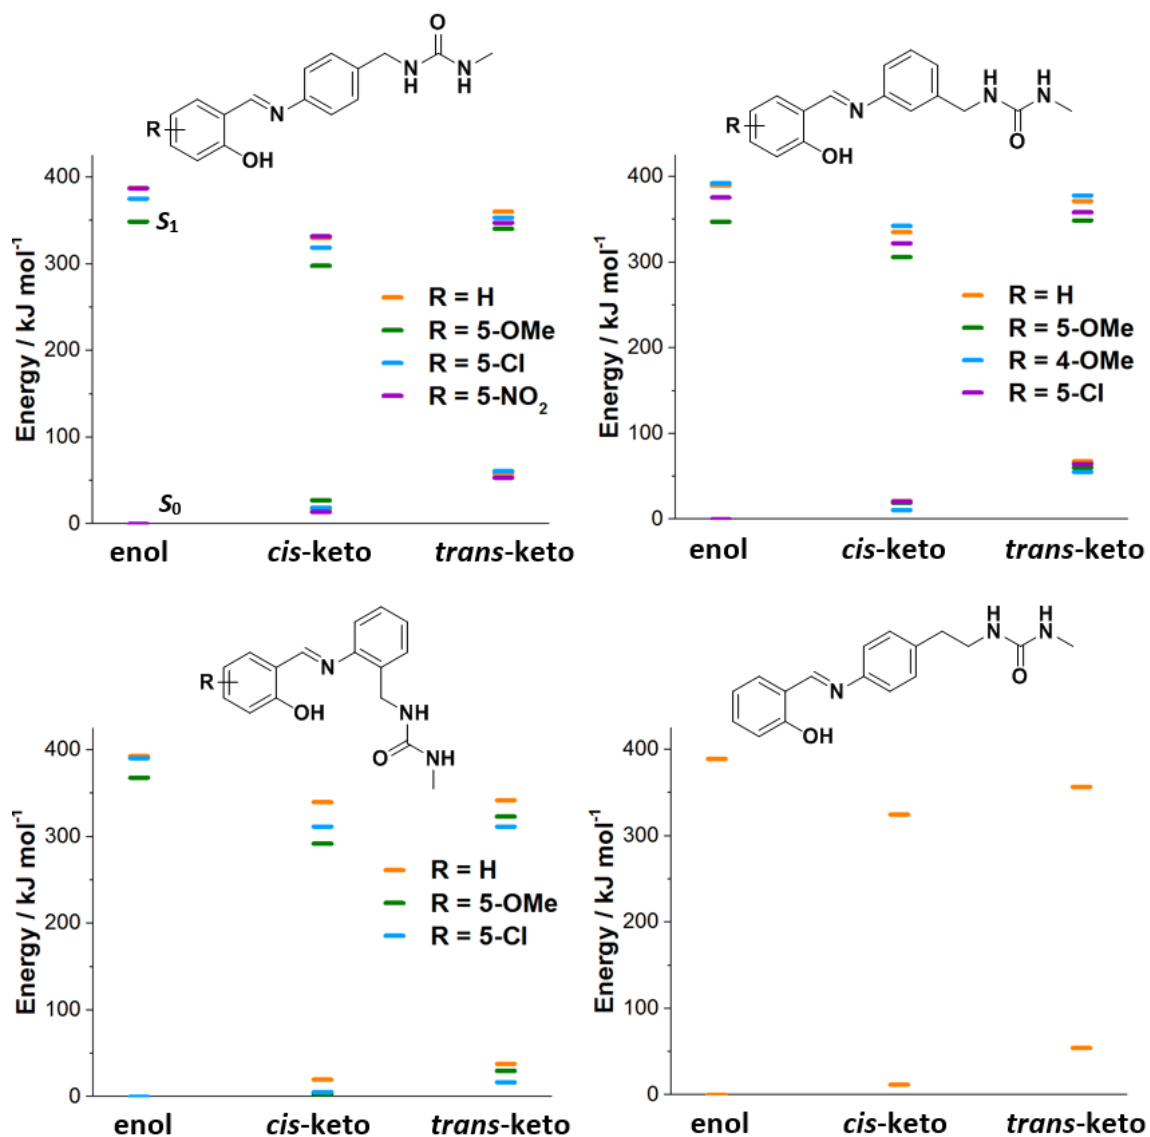 O
N
H
N
H
N
R
OH
400
300
200
100
0
Energy / kJ mol⁻¹
S₁
S₀
R = H
R = 5-OMe
R = 5-Cl
R = 5-NO₂
enol cis-keto trans-keto
H
N
H
N
O
N
R
OH
400
300
200
100
0
Energy / kJ mol⁻¹
R = H
R = 5-OMe
R = 4-OMe
R = 5-Cl
enol cis-keto trans-keto
N
R
OH
NH
O
NH
400
300
200
100
0
Energy / kJ mol⁻¹
R = H
R = 5-OMe
R = 5-Cl
enol cis-keto trans-keto
H
N
H
N
O
N
OH
400
300
200
100
0
Energy / kJ mol⁻¹
enol cis-keto trans-keto